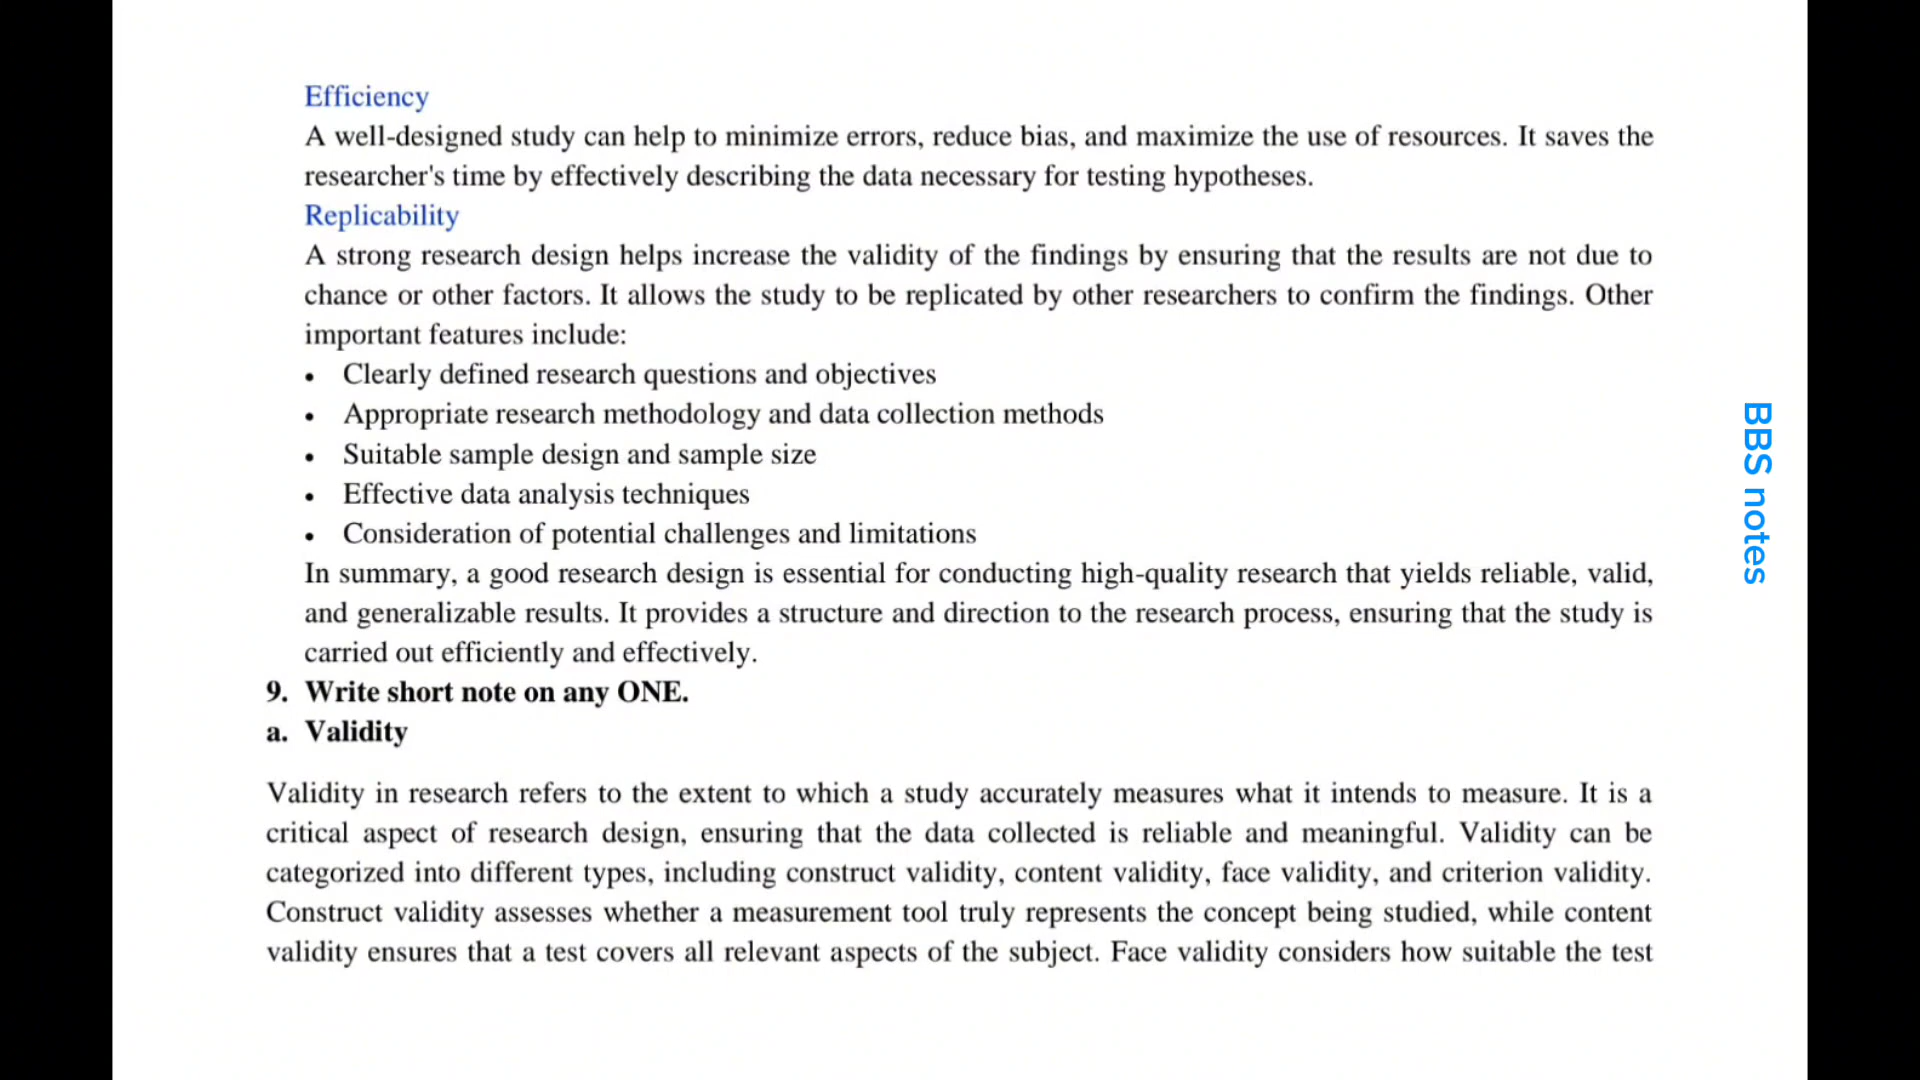 Efficiency
A well-designed study can help to minimize errors, reduce bias, and maximize the use of resources. It saves the
researcher's time by effectively describing the data necessary for testing hypotheses.
Replicability
A strong research design helps increase the validity of the findings by ensuring that the results are not due to
chance or other factors. It allows the study to be replicated by other researchers to confirm the findings. Other
important features include:
• Clearly defined research questions and objectives
• Appropriate research methodology and data collection methods
• Suitable sample design and sample size
• Effective data analysis techniques
• Consideration of potential challenges and limitations
In summary, a good research design is essential for conducting high-quality research that yields reliable, valid,
and generalizable results. It provides a structure and direction to the research process, ensuring that the study is
carried out efficiently and effectively.
9. Write short note on any ONE.
a. Validity
Validity in research refers to the extent to which a study accurately measures what it intends to measure. It is a
critical aspect of research design, ensuring that the data collected is reliable and meaningful. Validity can be
categorized into different types, including construct validity, content validity, face validity, and criterion validity.
Construct validity assesses whether a measurement tool truly represents the concept being studied, while content
validity ensures that a test covers all relevant aspects of the subject. Face validity considers how suitable the test
BBS notes